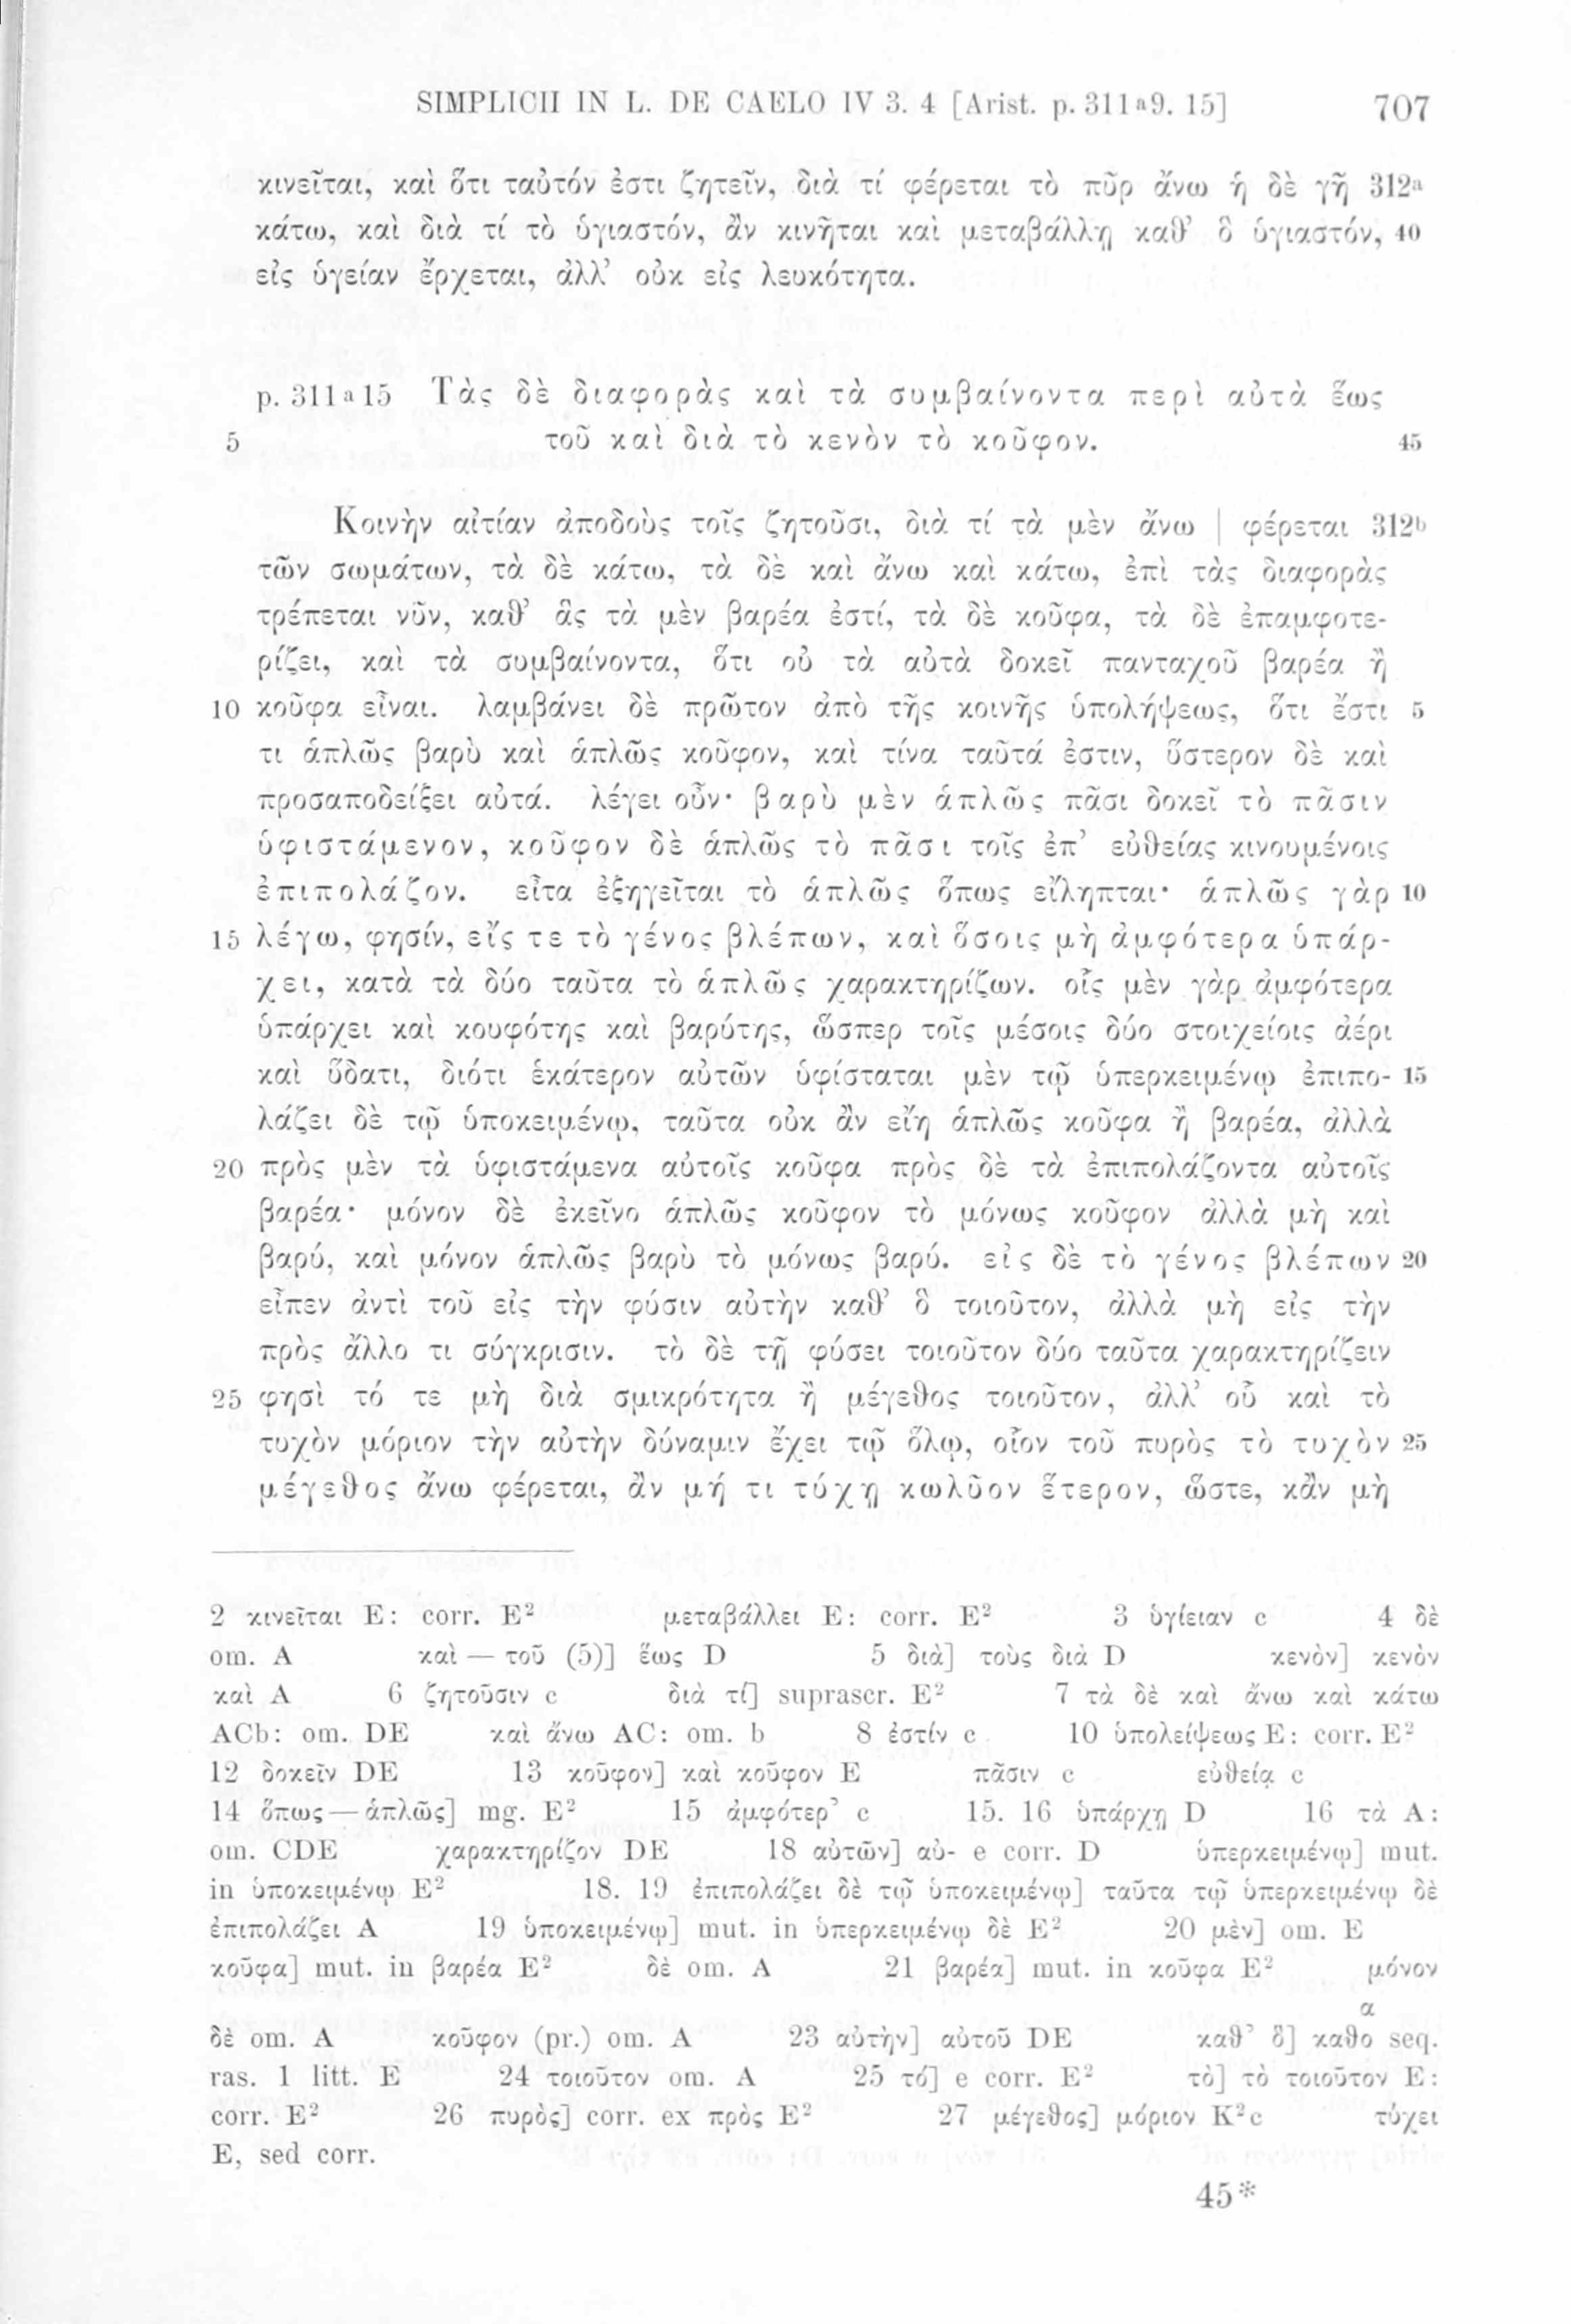 SIMPLICII IN L. DE CAELO IV 3. 4 [Arist. p. 311a9. 15] 707
κινεῖται, καὶ ὅτι ταὐτόν ἐστι ζητεῖν, διὰ τί φέρεται τὸ πῦρ ἄνω ἡ δὲ γῆ 312a
κάτω, καὶ διὰ τί τὸ ὑγιαστόν, ἂν κινῆται καὶ μεταβάλλῃ καθ’ ὃ ὑγιαστόν, 40
εἰς ὑγείαν ἔρχεται, ἀλλ’ οὐκ εἰς λευκότητα.
p. 311a15 Τὰς δὲ διαφορὰς καὶ τὰ συμβαίνοντα περὶ αὐτὰ ἕως
5 τοῦ καὶ διὰ τὸ κενὸν τὸ κοῦφον. 45
Κοινὴν αἰτίαν ἀποδοὺς τοῖς ζητοῦσι, διὰ τί τὰ μὲν ἄνω | φέρεται 312b
τῶν σωμάτων, τὰ δὲ κάτω, τὰ δὲ καὶ ἄνω καὶ κάτω, ἐπὶ τὰς διαφορὰς
τρέπεται νῦν, καθ’ ἃς τὰ μὲν βαρέα ἐστί, τὰ δὲ κοῦφα, τὰ δὲ ἐπαμφοτε-
ρίζει, καὶ τὰ συμβαίνοντα, ὅτι οὐ τὰ αὐτὰ δοκεῖ πανταχοῦ βαρέα ἢ
10 κοῦφα εἶναι. λαμβάνει δὲ πρῶτον ἀπὸ τῆς κοινῆς ὑπολήψεως, ὅτι ἔστι 5
τι ἁπλῶς βαρὺ καὶ ἁπλῶς κοῦφον, καὶ τίνα ταῦτά ἐστιν, ὕστερον δὲ καὶ
προσαποδείξει αὐτά. λέγει οὖν· βαρὺ μὲν ἁπλῶς πᾶσι δοκεῖ τὸ πᾶσιν
ὑφιστάμενον, κοῦφον δὲ ἁπλῶς τὸ πᾶσι τοῖς ἐπ’ εὐθείας κινουμένοις
ἐπιπολάζον. εἶτα ἐξηγεῖται τὸ ἁπλῶς ὅπως εἴληπται· ἁπλῶς γὰρ 10
15 λέγω, φησίν, εἴς τε τὸ γένος βλέπων, καὶ ὅσοις μὴ ἀμφότερα ὑπάρ-
χει, κατὰ τὰ δύο ταῦτα τὸ ἁπλῶς χαρακτηρίζων. οἷς μὲν γὰρ ἀμφότερα
ὑπάρχει καὶ κουφότης καὶ βαρύτης, ὥσπερ τοῖς μέσοις δύο στοιχείοις ἀέρι
καὶ ὕδατι, διότι ἑκάτερον αὐτῶν ὑφίσταται μὲν τῷ ὑπερκειμένῳ ἐπιπο- 15
λάζει δὲ τῷ ὑποκειμένῳ, ταῦτα οὐκ ἂν εἴη ἁπλῶς κοῦφα ἢ βαρέα, ἀλλὰ
20 πρὸς μὲν τὰ ὑφιστάμενα αὐτοῖς κοῦφα πρὸς δὲ τὰ ἐπιπολάζοντα αὐτοῖς
βαρέα· μόνον δὲ ἐκεῖνο ἁπλῶς κοῦφον τὸ μόνως κοῦφον ἀλλὰ μὴ καὶ
βαρύ, καὶ μόνον ἁπλῶς βαρὺ τὸ μόνως βαρύ. εἰς δὲ τὸ γένος βλέπων 20
εἶπεν ἀντὶ τοῦ εἰς τὴν φύσιν αὐτὴν καθ’ ὃ τοιοῦτον, ἀλλὰ μὴ εἰς τὴν
πρὸς ἄλλο τι σύγκρισιν. τὸ δὲ τῇ φύσει τοιοῦτον δύο ταῦτα χαρακτηρίζειν
25 φησὶ τό τε μὴ διὰ σμικρότητα ἢ μέγεθος τοιοῦτον, ἀλλ’ οὗ καὶ τὸ
τυχὸν μόριον τὴν αὐτὴν δύναμιν ἔχει τῷ ὅλῳ, οἷον τοῦ πυρὸς τὸ τυχὸν 25
μέγεθος ἄνω φέρεται, ἂν μή τι τύχῃ κωλῦον ἕτερον, ὥστε, κἂν μὴ
2 κινεῖται E: corr. E² μεταβάλλει E: corr. E² 3 ὑγίειαν c 4 δὲ
om. A καὶ — τοῦ (5)] ἕως D 5 διὰ] τοὺς διὰ D κενὸν] κενὸν
καὶ A 6 ζητοῦσιν c διὰ τί] suprascr. E² 7 τὰ δὲ καὶ ἄνω καὶ κάτω
ACb: om. DE καὶ ἄνω AC: om. b 8 ἐστίν c 10 ὑπολείψεως E: corr. E²
12 δοκεῖν DE 13 κοῦφον] καὶ κοῦφον E πᾶσιν c εὐθείᾳ c
14 ὅπως — ἁπλῶς] mg. E² 15 ἀμφότερ’ c 15. 16 ὑπάρχῃ D 16 τὰ A:
om. CDE χαρακτηρίζον DE 18 αὐτῶν] αὐ- e corr. D ὑπερκειμένῳ] mut.
in ὑποκειμένῳ E² 18. 19 ἐπιπολάζει δὲ τῷ ὑποκειμένῳ] ταῦτα τῷ ὑπερκειμένῳ δὲ
ἐπιπολάζει A 19 ὑποκειμένῳ] mut. in ὑπερκειμένῳ δὲ E² 20 μὲν] om. E
κοῦφα] mut. in βαρέα E² δὲ om. A 21 βαρέα] mut. in κοῦφα E² μόνον
α
δὲ om. A κοῦφον (pr.) om. A 23 αὐτὴν] αὐτοῦ DE καθ’ ὃ] καθο seq.
ras. 1 litt. E 24 τοιοῦτον om. A 25 τό] e corr. E² τὸ] τὸ τοιοῦτον E:
corr. E² 26 πυρὸς] corr. ex πρὸς E² 27 μέγεθος] μόριον K²c τύχει
E, sed corr.
45*